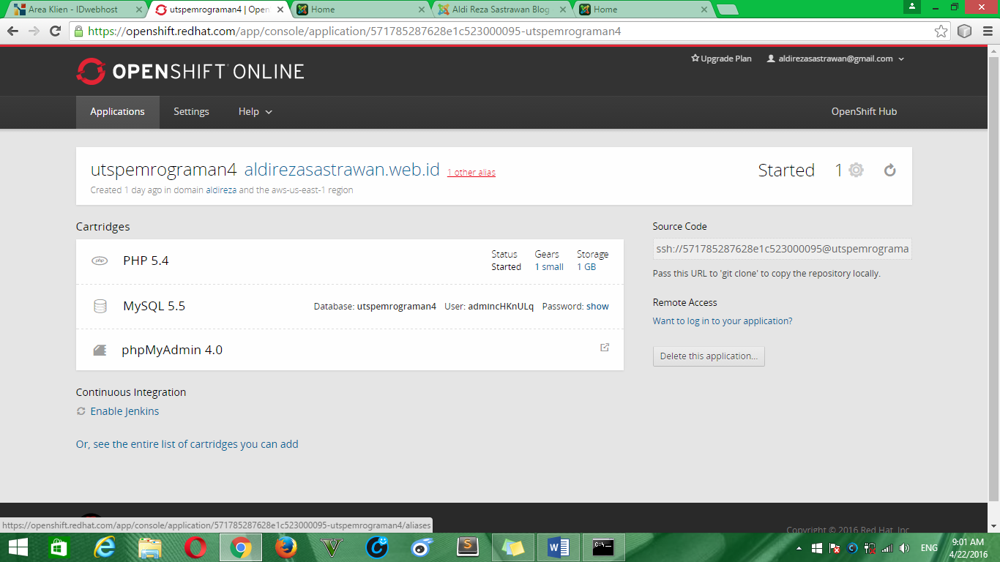 Area Klien - IDwebhost
utspemrograman4 | Open
Home
Aldi Reza Sastrawan Blog
Home
https://openshift.redhat.com/app/console/application/571785287628e1c523000095-utspemrograman4
OPENSHIFT ONLINE
Upgrade Plan
aldirezasastrawan@gmail.com
Applications
Settings
Help
OpenShift Hub
utspemrograman4 aldirezasastrawan.web.id 1 other alias
Started 1
Created 1 day ago in domain aldireza and the aws-us-east-1 region
Cartridges
PHP 5.4
Status Gears Storage
Started 1 small 1 GB
MySQL 5.5
Database: utspemrograman4 User: admincHKnULq Password: show
phpMyAdmin 4.0
Continuous Integration
Enable Jenkins
Or, see the entire list of cartridges you can add
Source Code
ssh://571785287628e1c523000095@utspemrograma
Pass this URL to 'git clone' to copy the repository locally.
Remote Access
Want to log in to your application?
Delete this application...
https://openshift.redhat.com/app/console/application/571785287628e1c523000095-utspemrograman4/aliases
Copyright © 2016 Red Hat, Inc
ENG
9:01 AM
4/22/2016